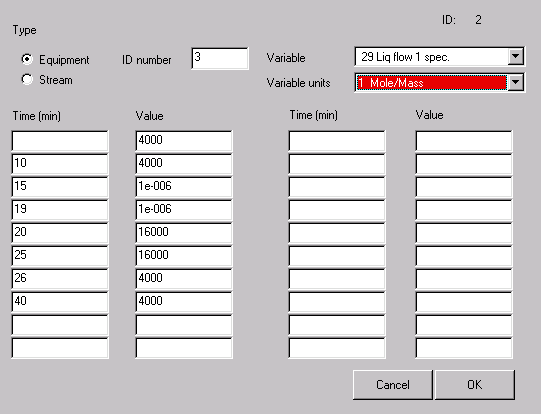 ID: 2
Type
Equipment ID number 3 Variable 29 Liq flow 1 spec.
Stream Variable units 1 Mole/Mass
Time (min) Value Time (min) Value
4000
10 4000
15 1e-006
19 1e-006
20 16000
25 16000
26 4000
40 4000
Cancel OK